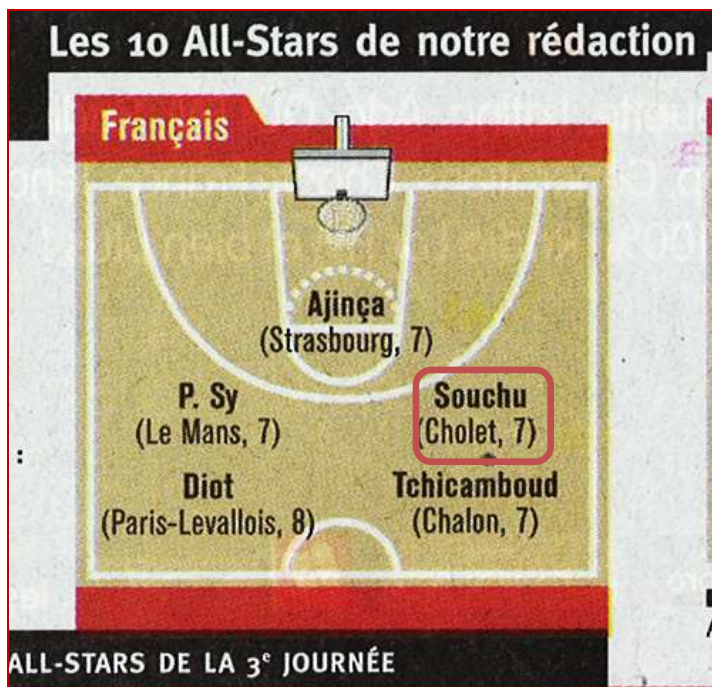 Les 10 All-Stars de notre rédaction
Français
Ajinça
(Strasbourg, 7)
P. Sy
(Le Mans, 7)
Souchu
(Cholet, 7)
Diot
(Paris-Levallois, 8)
Tchicamboud
(Chalon, 7)
:
ALL-STARS DE LA 3e JOURNÉE